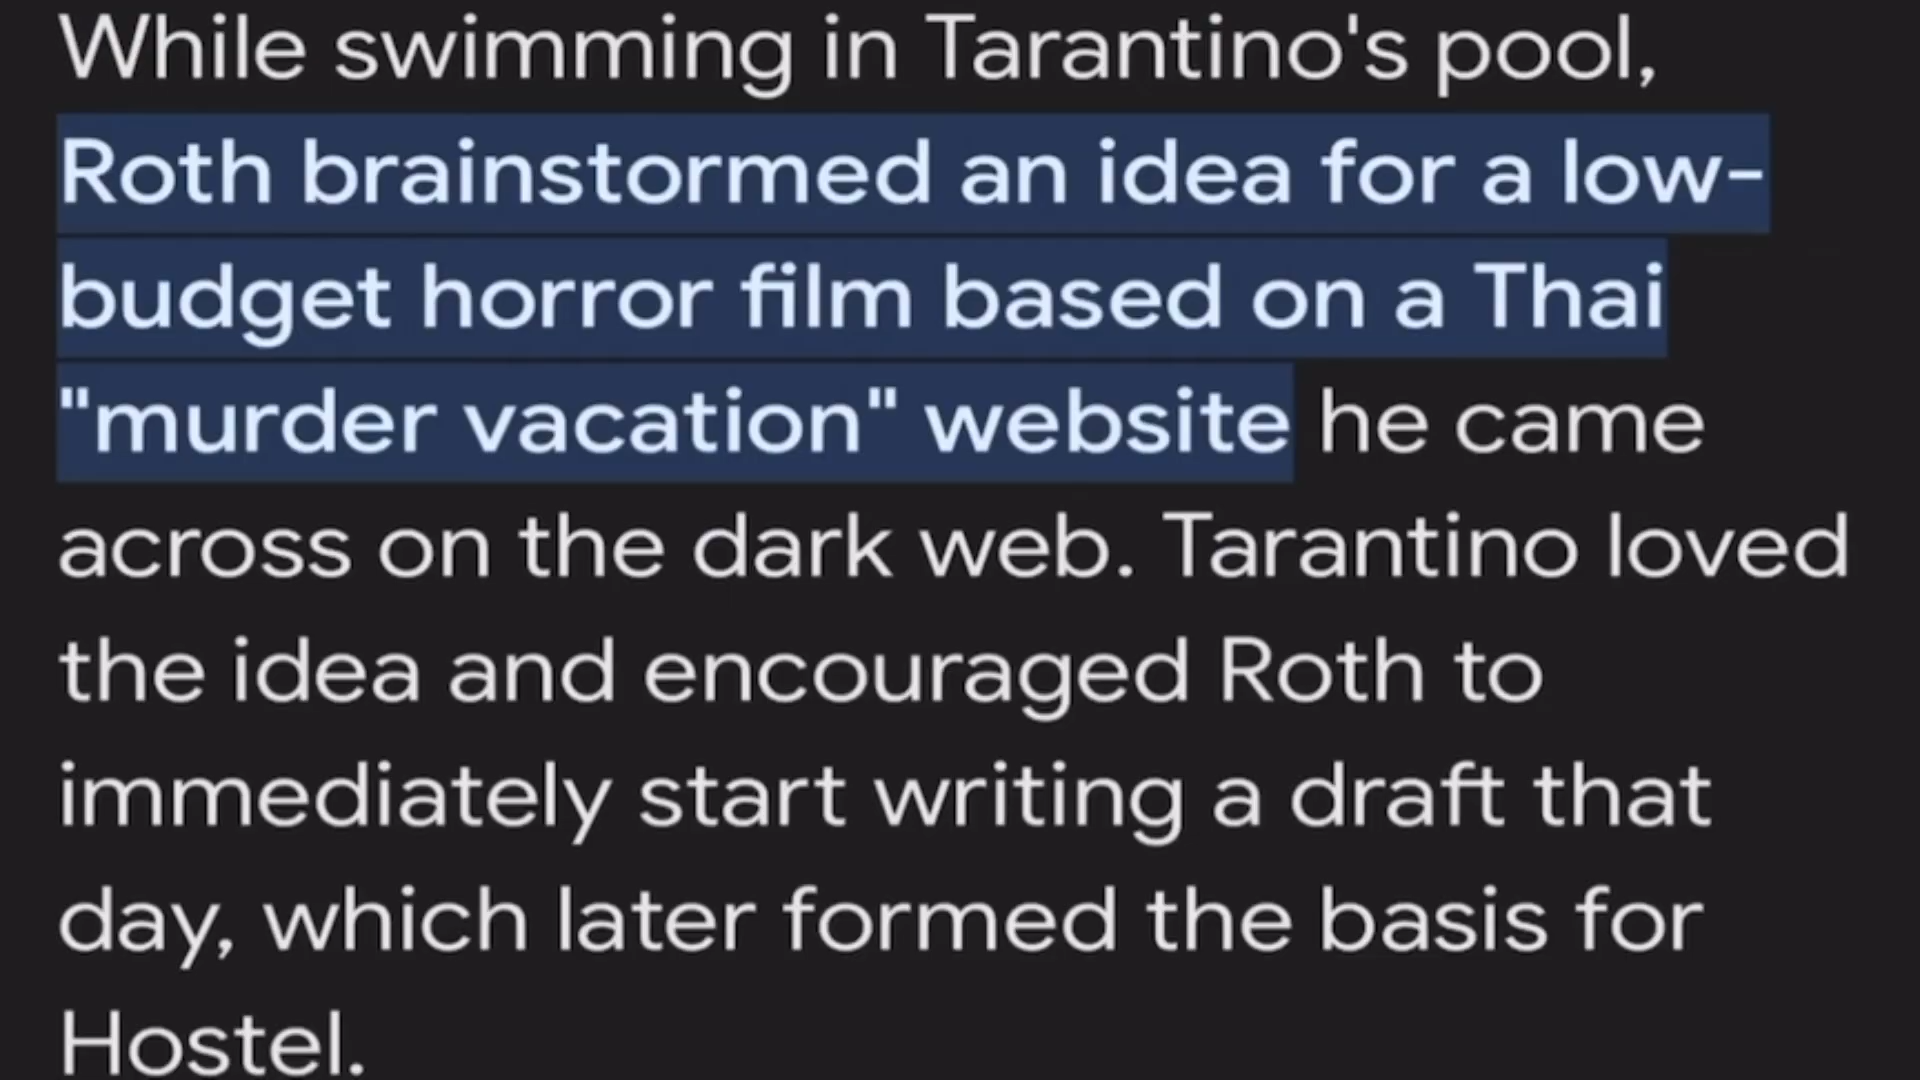 While swimming in Tarantino's pool,
Roth brainstormed an idea for a low-
budget horror film based on a Thai
"murder vacation" website he came
across on the dark web. Tarantino loved
the idea and encouraged Roth to
immediately start writing a draft that
day, which later formed the basis for
Hostel.